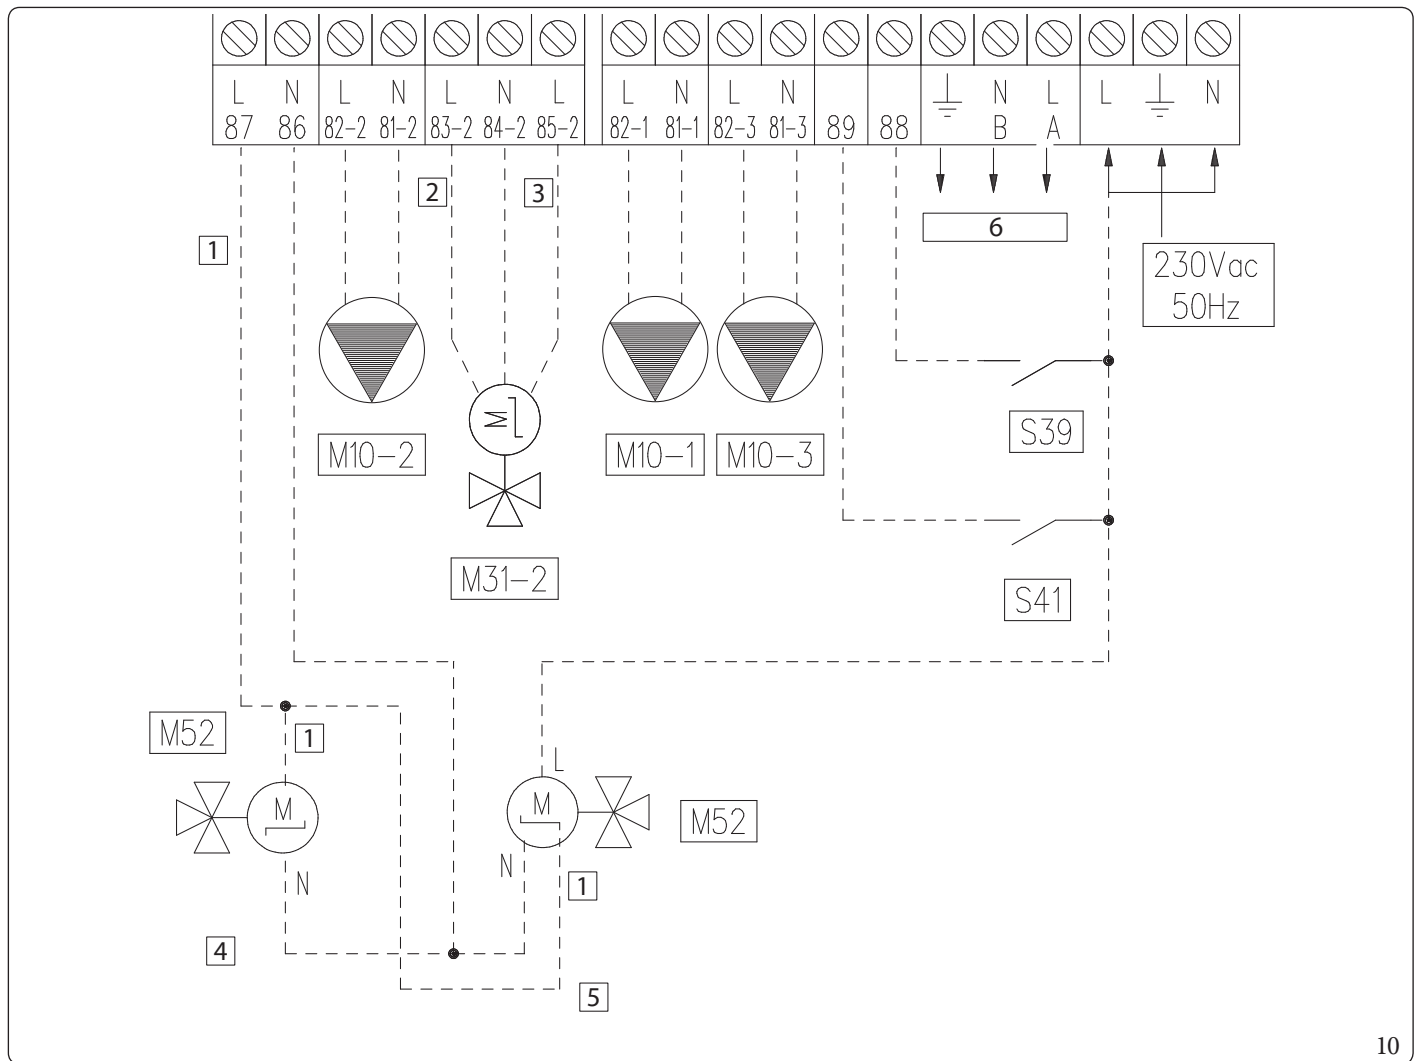 L N L N L N L L N L N N L L N
87 86 82-2 81-2 83-2 84-2 85-2 82-1 81-1 82-3 81-3 89 88 B A
2 3
1
6
230Vac
50Hz
M
S39
M10-2 M10-1 M10-3
M31-2
S41
M52
1
L
M M
M52
N
N
1
4
5
10